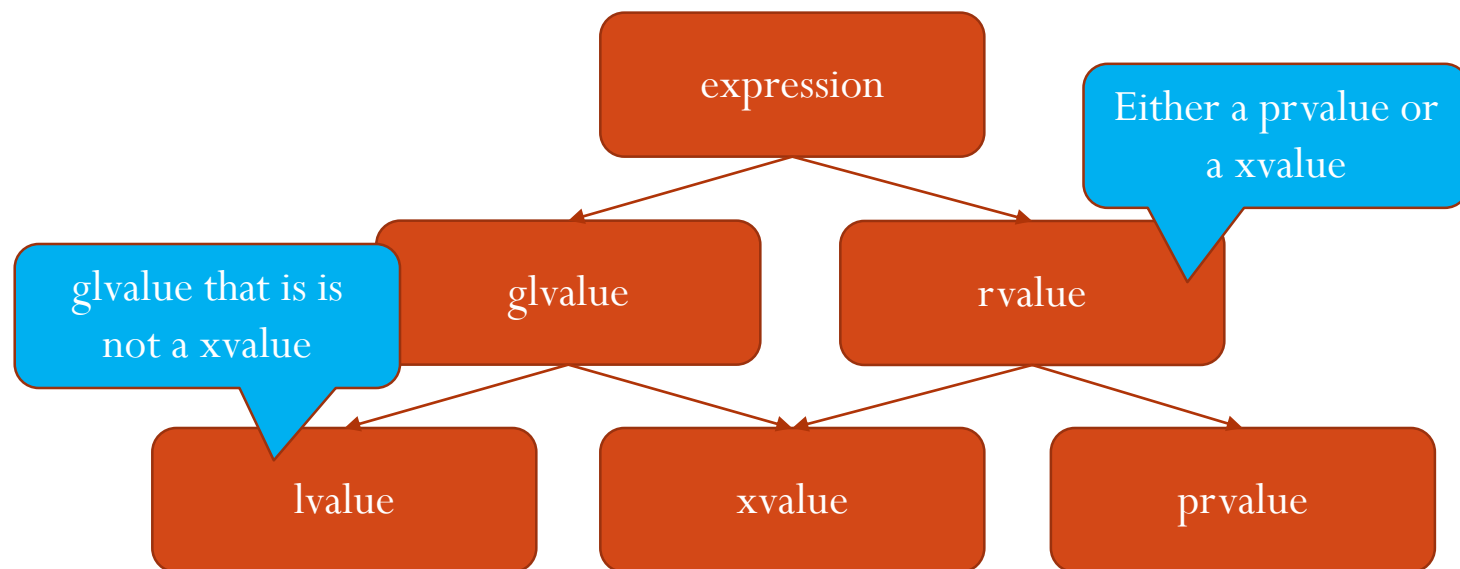 expression
Either a prvalue or
a xvalue
glvalue that is is
not a xvalue
glvalue
rvalue
lvalue
xvalue
prvalue